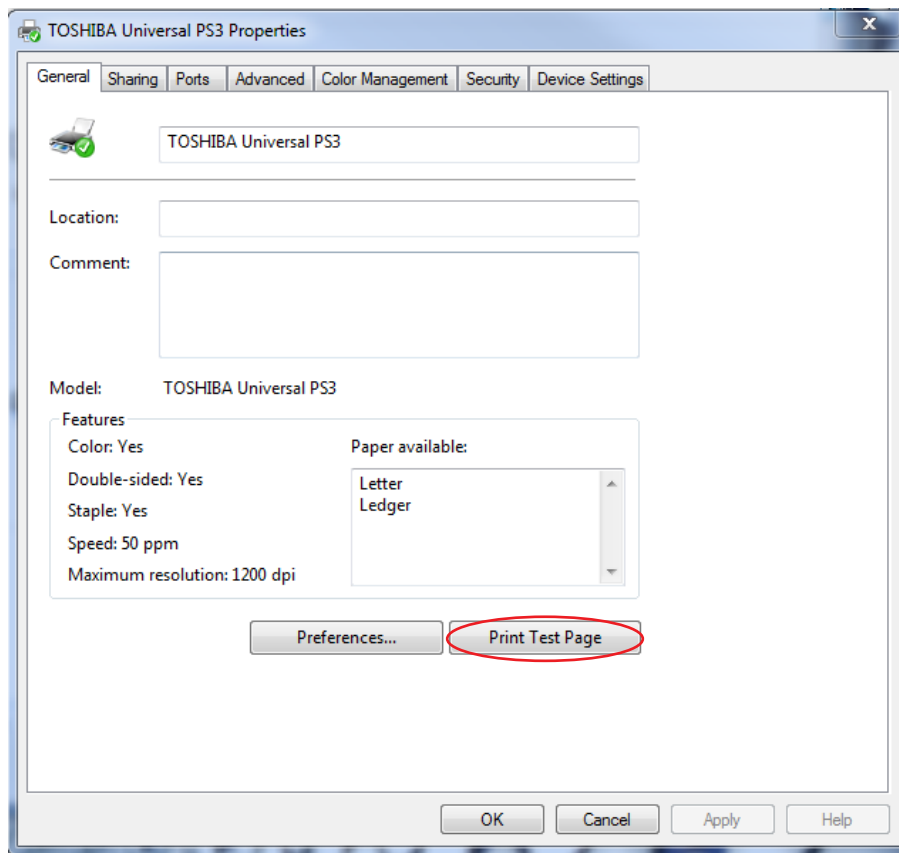 TOSHIBA Universal PS3 Properties
X
General Sharing Ports Advanced Color Management Security Device Settings
TOSHIBA Universal PS3
Location:
Comment:
Model: TOSHIBA Universal PS3
Features
Color: Yes
Paper available:
Double-sided: Yes
Letter
Staple: Yes
Ledger
Speed: 50 ppm
Maximum resolution: 1200 dpi
Preferences... Print Test Page
OK Cancel Apply Help